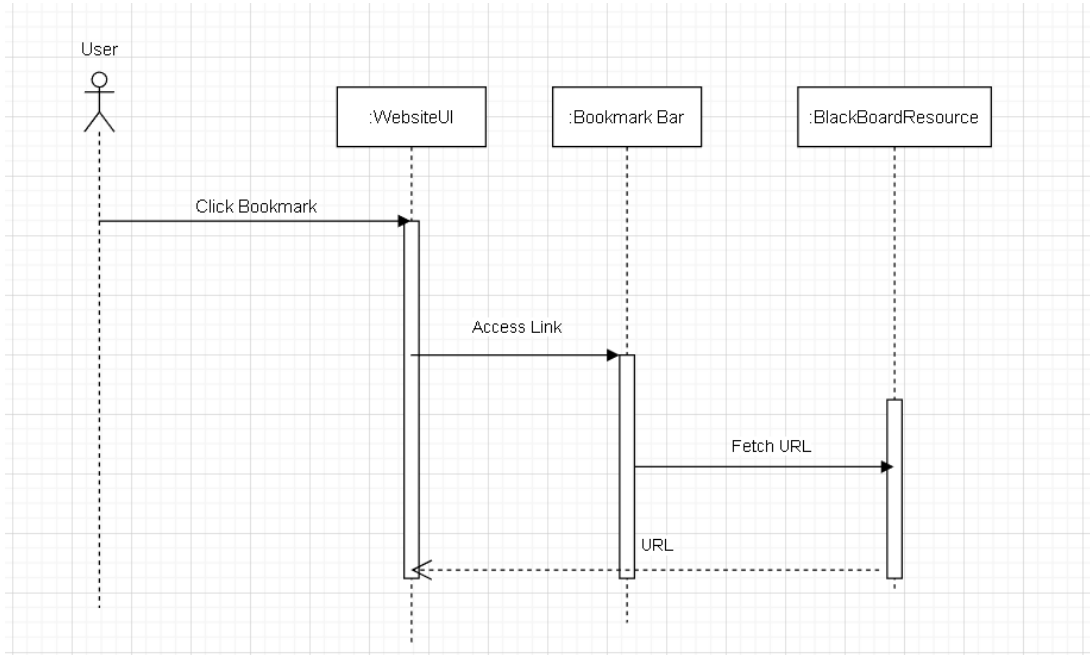 User
:WebsiteUI
:Bookmark Bar
:BlackBoardResource
Click Bookmark
Access Link
Fetch URL
URL